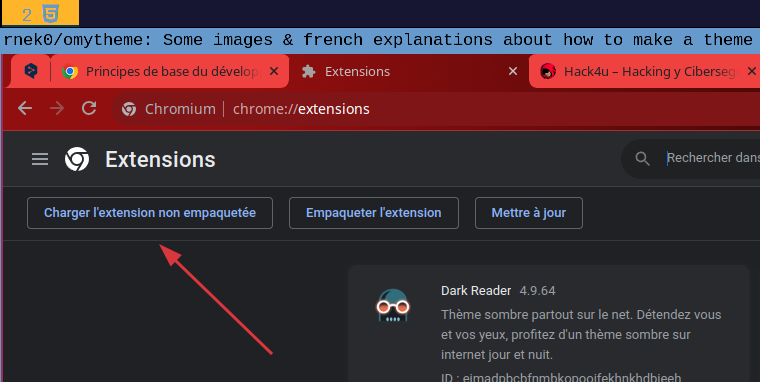 2
rnek0/omytheme: Some images & french explanations about how to make a theme
Principes de base du dévelop
Extensions
Hack4u – Hacking y Ciberseg
Chromium
chrome://extensions
Extensions
Rechercher dans
Charger l'extension non empaquetée
Empaqueter l'extension
Mettre à jour
Dark Reader 4.9.64
Thème sombre partout sur le net. Détendez vous
et vos yeux, profitez d'un thème sombre sur
internet jour et nuit.
ID :